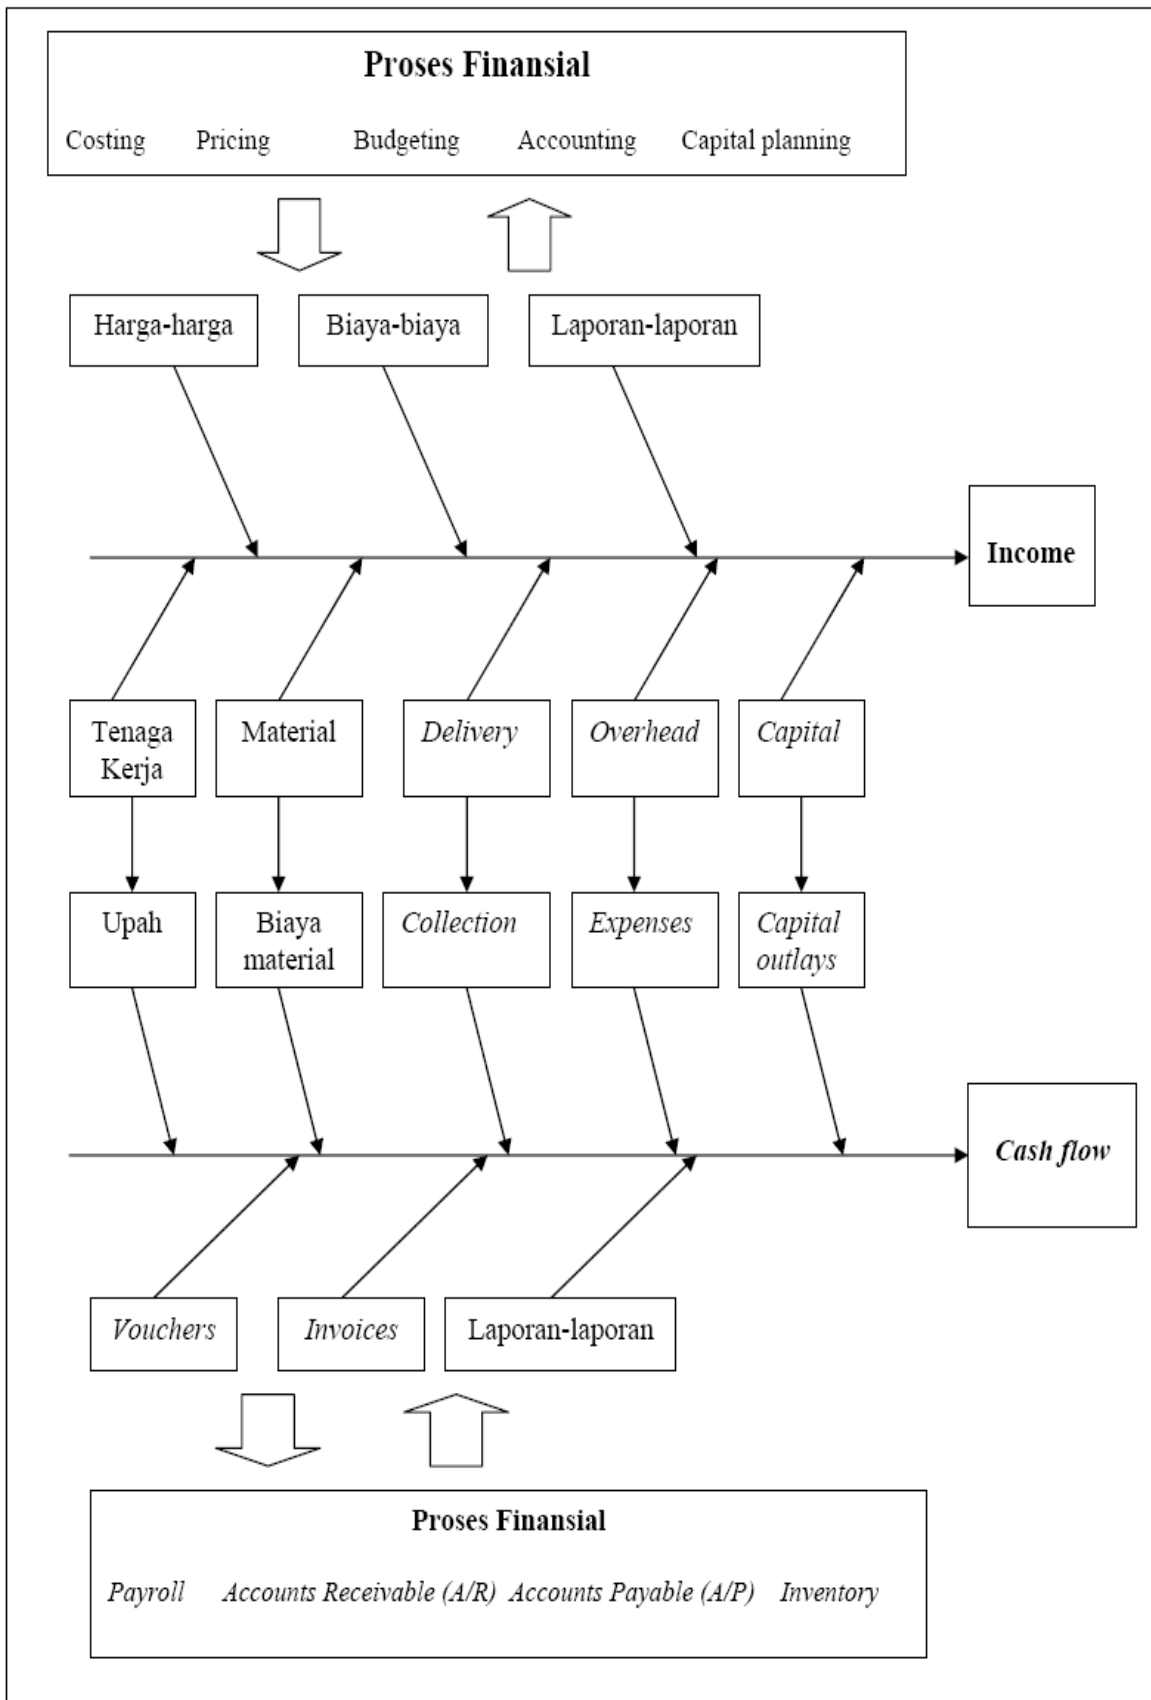 Proses Finansial
Costing Pricing Budgeting Accounting Capital planning
Harga-harga Biaya-biaya Laporan-laporan
Income
Tenaga Kerja
Material
Delivery
Overhead
Capital
Upah
Biaya material
Collection
Expenses
Capital outlays
Cash flow
Vouchers Invoices Laporan-laporan
Proses Finansial
Payroll Accounts Receivable (A/R) Accounts Payable (A/P) Inventory